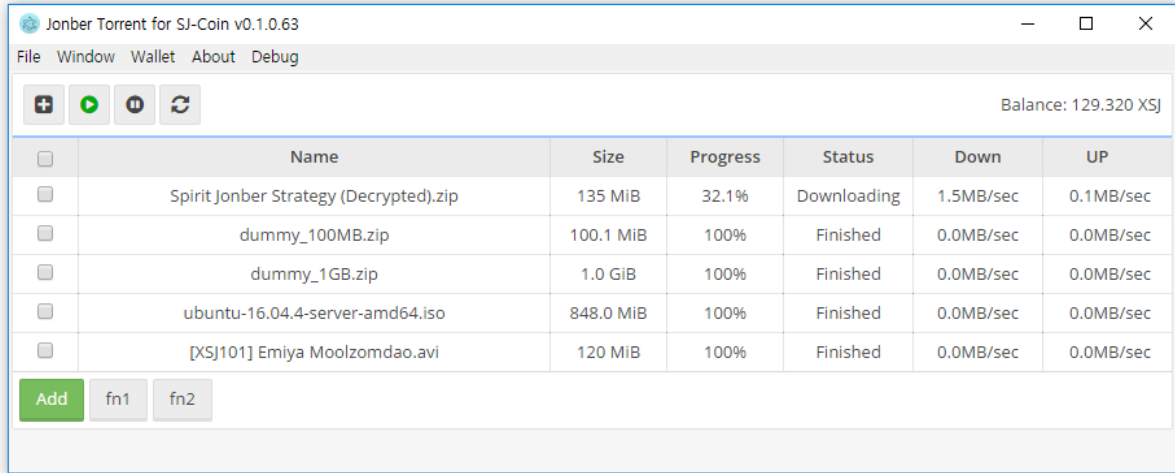 Jonber Torrent for SJ-Coin v0.1.0.63
File Window Wallet About Debug
Balance: 129.320 XSJ
Name Size Progress Status Down UP
Spirit Jonber Strategy (Decrypted).zip 135 MiB 32.1% Downloading 1.5MB/sec 0.1MB/sec
dummy_100MB.zip 100.1 MiB 100% Finished 0.0MB/sec 0.0MB/sec
dummy_1GB.zip 1.0 GiB 100% Finished 0.0MB/sec 0.0MB/sec
ubuntu-16.04.4-server-amd64.iso 848.0 MiB 100% Finished 0.0MB/sec 0.0MB/sec
[XSJ101] Emiya Moolzomdao.avi 120 MiB 100% Finished 0.0MB/sec 0.0MB/sec
Add fn1 fn2